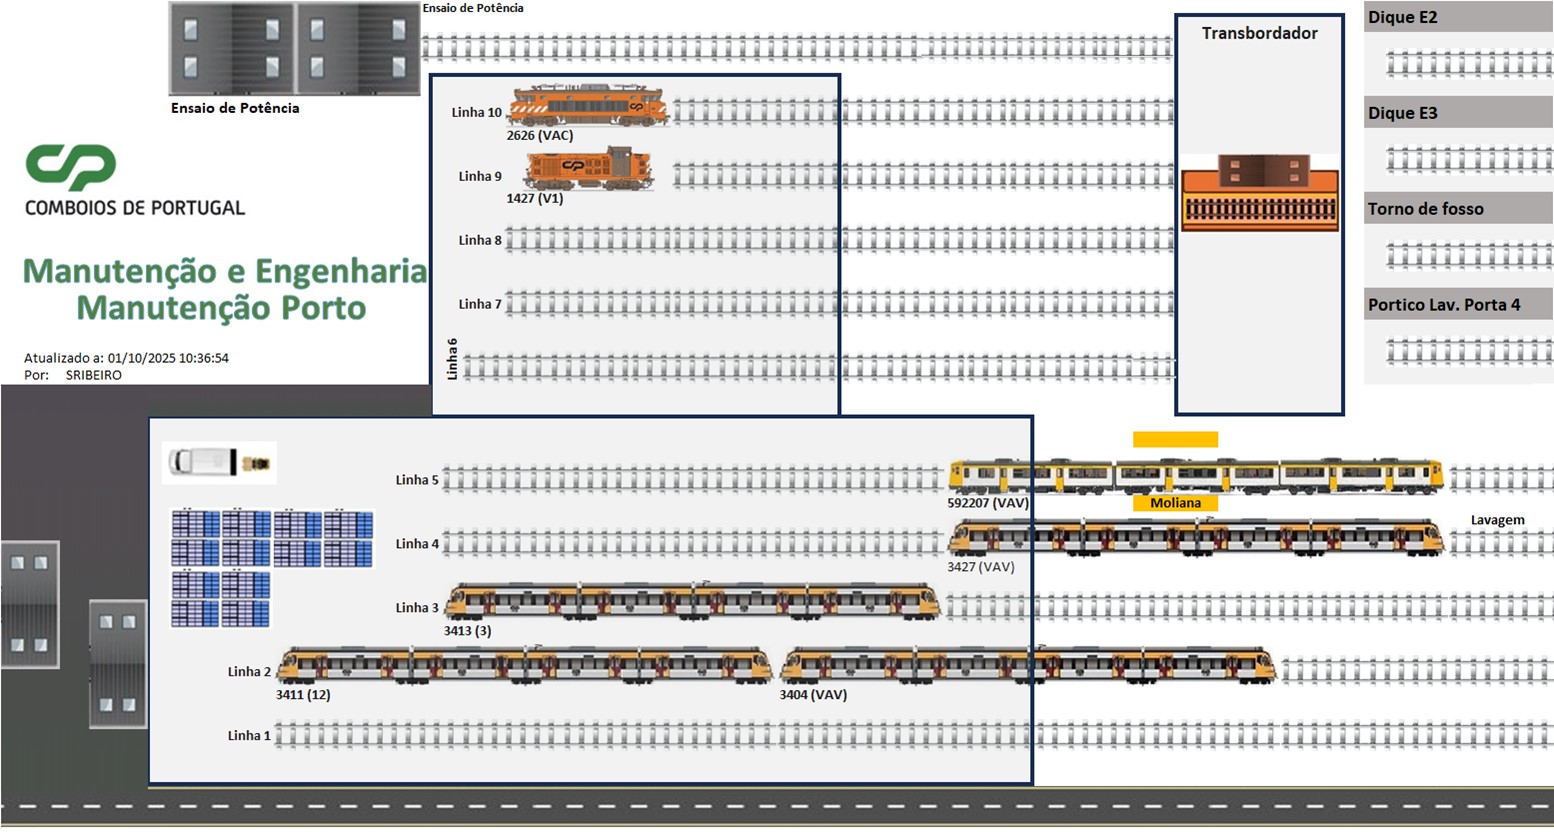 Ensaio de Potência
Ensaio de Potência
Transbordador
Dique E2
Dique E3
Torno de fosso
Portico Lav. Porta 4
CP
COMBOIOS DE PORTUGAL
Manutenção e Engenharia
Manutenção Porto
Atualizado a: 01/10/2025 10:36:54
Por: SRIBEIRO
Linha 10
2626 (VAC)
Linha 9
1427 (V1)
Linha 8
Linha 7
Linha 6
Linha 5
592207 (VAV)
Moliana
Lavagem
Linha 4
3427 (VAV)
Linha 3
3413 (3)
Linha 2
3411 (12)
3404 (VAV)
Linha 1